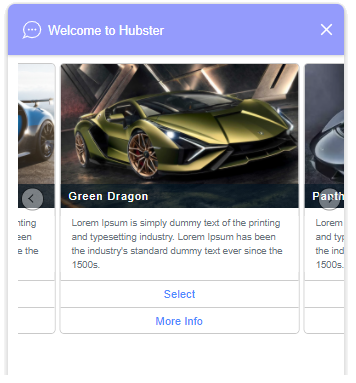 Welcome to Hubster
Green Dragon
Panth
Lorem Ipsum is simply dummy text of the printing
and typesetting industry. Lorem Ipsum has been
the industry's standard dummy text ever since the
1500s.
nting
een
e the
Lorem
and ty
the in
1500s
Select
More Info